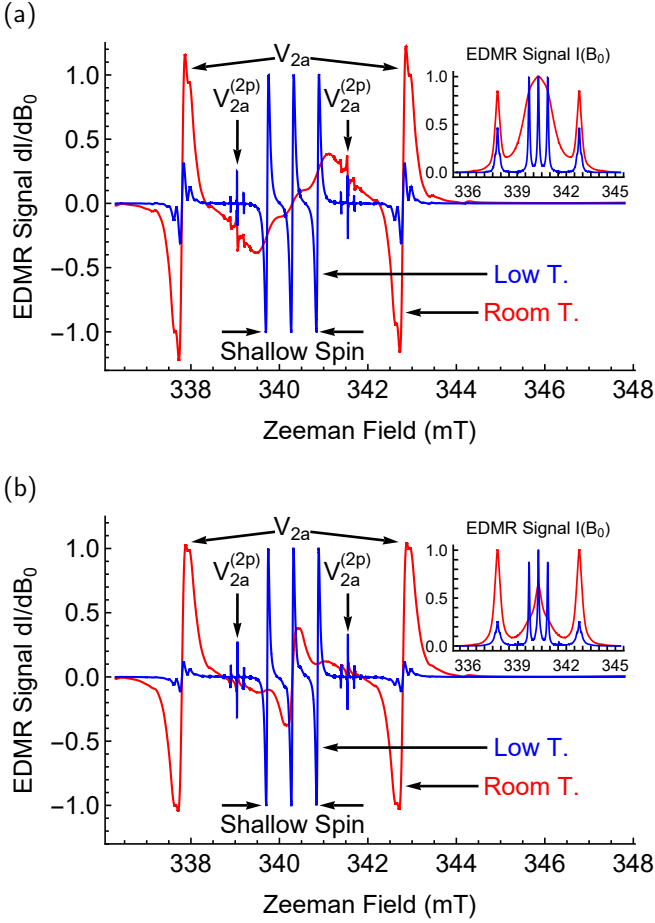 (a)
EDMR Signal dI/dB0
1.0
0.5
0.0
-0.5
-1.0
V2a
V2a(2p)
V2a(2p)
EDMR Signal I(B0)
1.0
0.5
0.0
336 339 342 345
Low T.
Room T.
Shallow Spin
338 340 342 344 346 348
Zeeman Field (mT)
(b)
EDMR Signal dI/dB0
1.0
0.5
0.0
-0.5
-1.0
V2a
V2a(2p)
V2a(2p)
EDMR Signal I(B0)
1.0
0.5
0.0
336 339 342 345
Low T.
Room T.
Shallow Spin
338 340 342 344 346 348
Zeeman Field (mT)